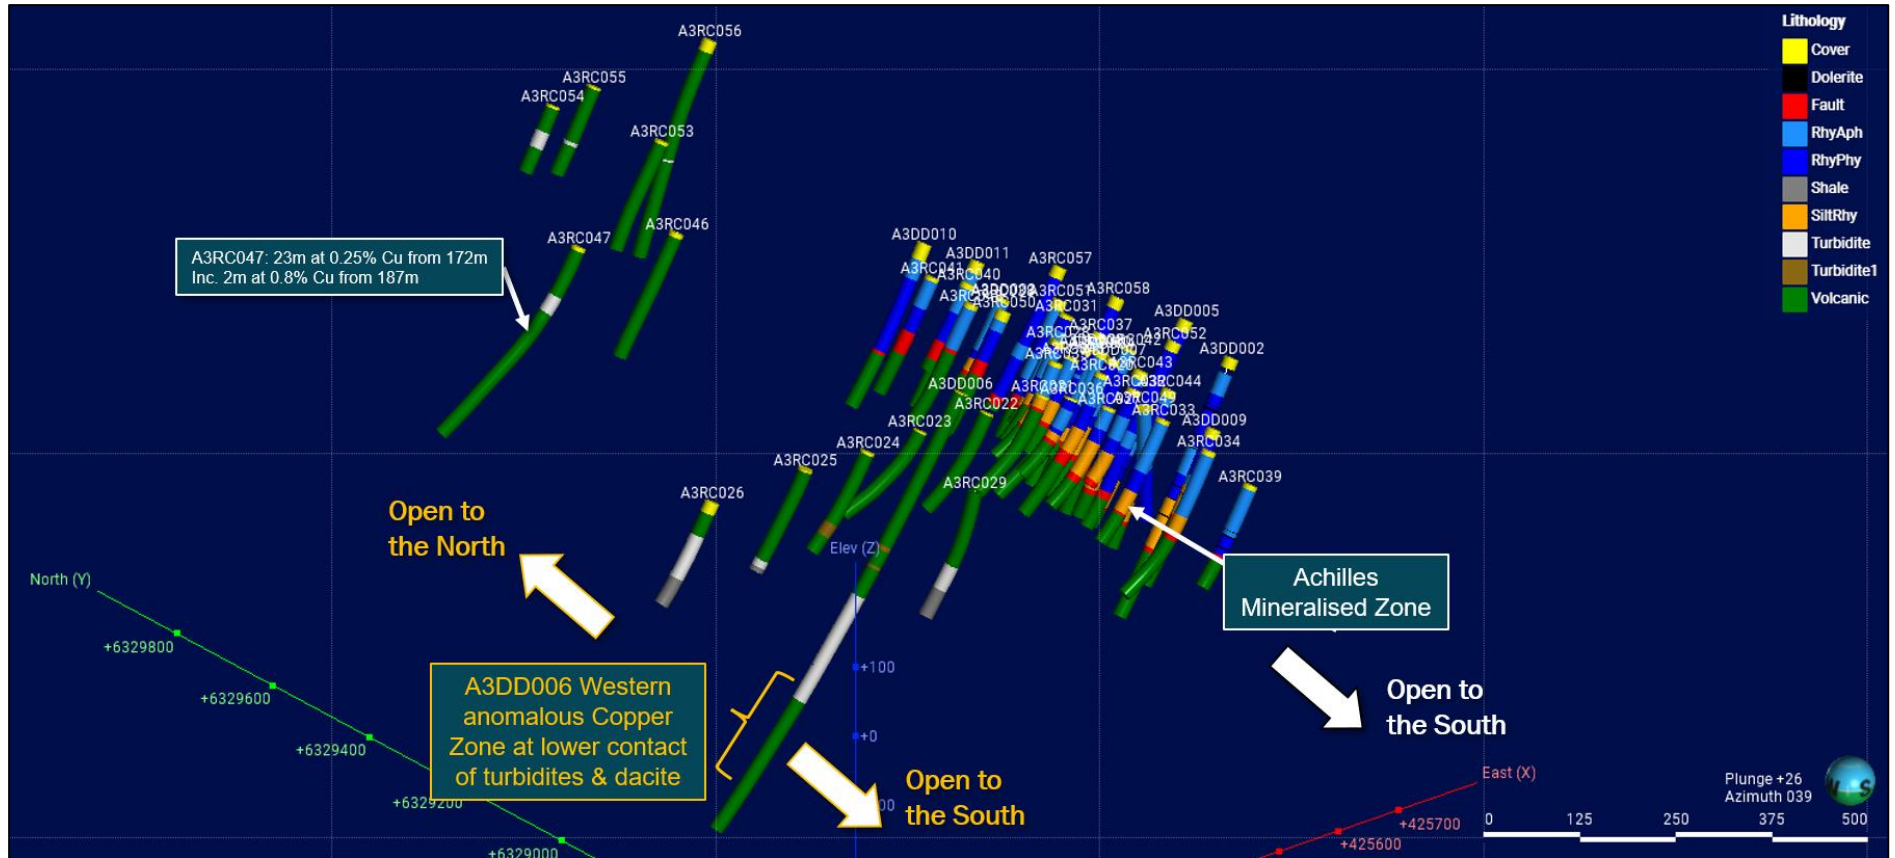 Lithology
Cover
Dolerite
Fault
RhyAph
RhyPhy
Shale
SiltRhy
Turbidite
Turbidite1
Volcanic
A3RC056
A3RC055
A3RC054
A3RC053
A3RC046
A3RC047
A3RC047: 23m at 0.25% Cu from 172m
Inc. 2m at 0.8% Cu from 187m
A3DD010
A3DD011
A3RC057
A3RC041
A3RC040
A3RC051
A3RC058
A3RC050
A3RC031
A3DD005
A3RC037
A3RC052
A3DD002
A3RC043
A3DD006
A3RC036
A3RC044
A3RC022
A3RC049
A3RC033
A3RC023
A3DD009
A3RC024
A3RC034
A3RC025
A3RC029
A3RC039
A3RC026
Open to
the North
Elev (Z)
North (Y)
+6329800
+6329600
+6329400
+6329200
+6329000
Achilles
Mineralised Zone
A3DD006 Western
anomalous Copper
Zone at lower contact
of turbidites & dacite
+100
+0
Open to
the South
Open to
the South
East (X)
+425700
+425600
Plunge +26
Azimuth 039
0 125 250 375 500